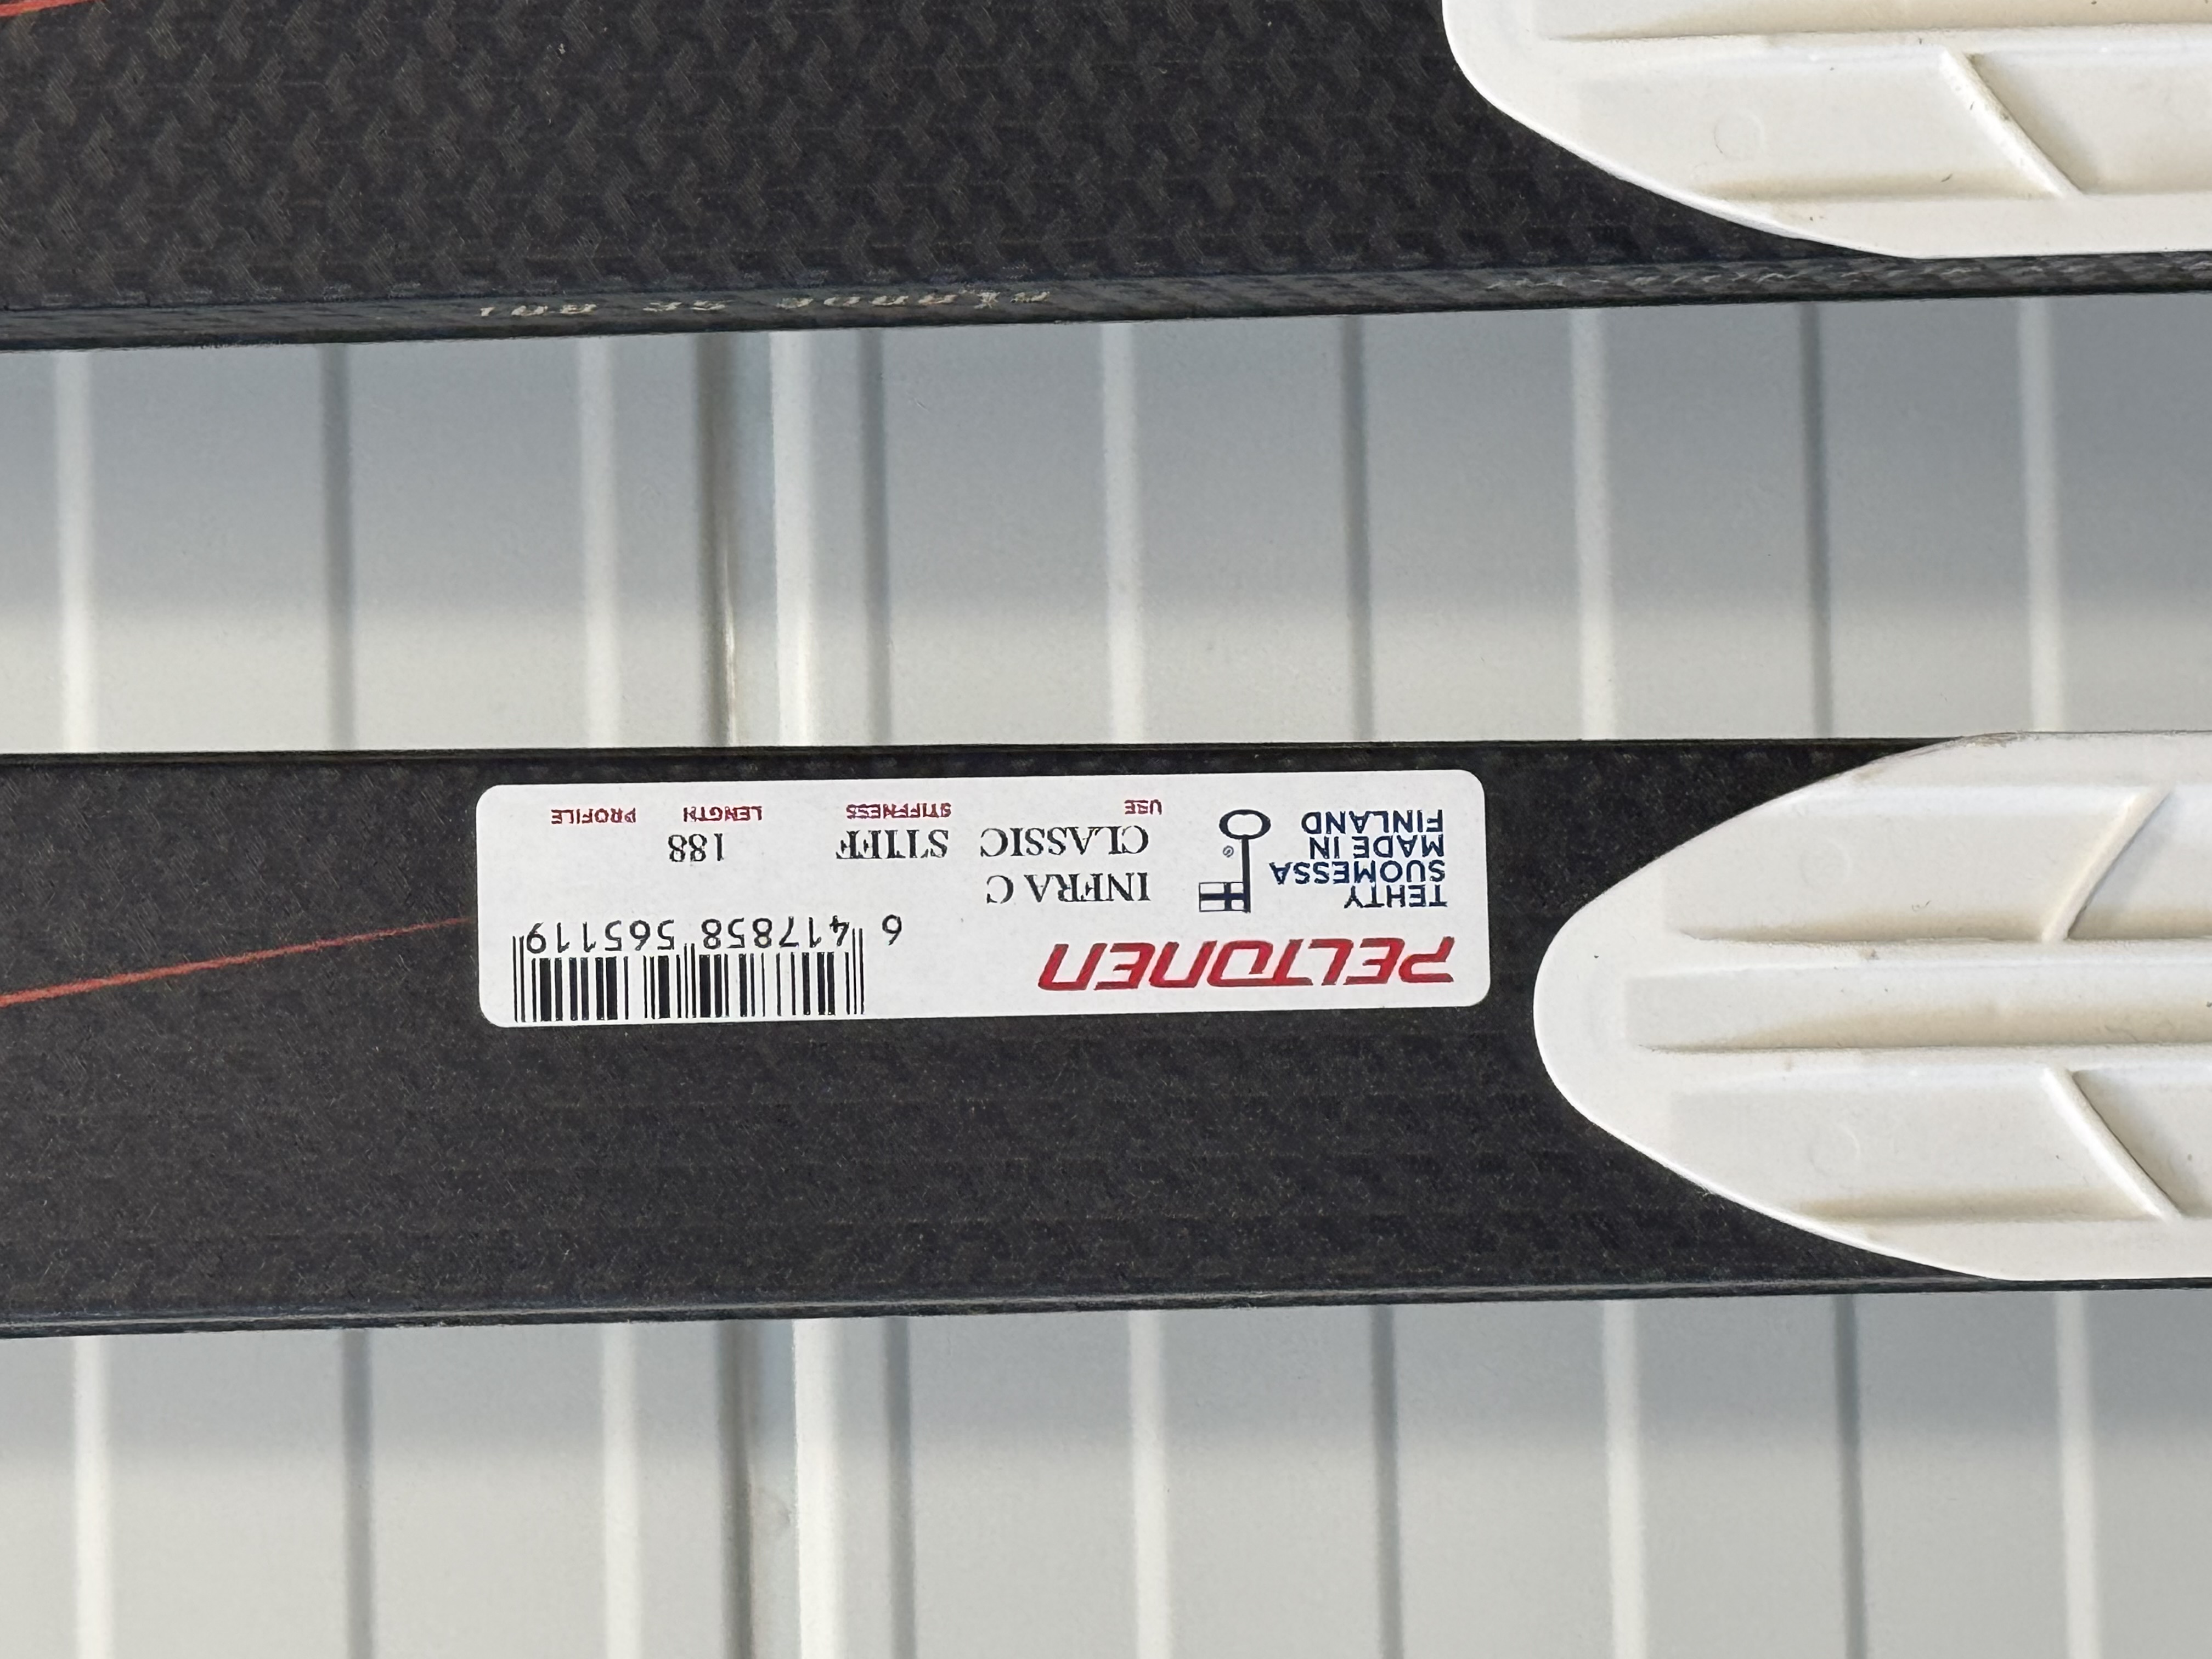 PELTONEN
6 417858 565119
TEHTY
SUOMESSA
MADE IN
FINLAND
INFRA C
CLASSIC STIFF 188
USE STIFFNESS LENGTH PROFILE